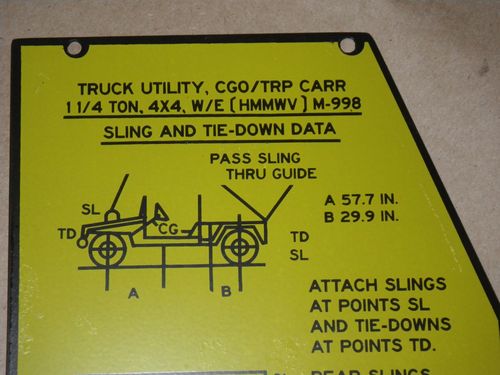 TRUCK UTILITY, CGO/TRP CARR
1 1/4 TON, 4X4, W/E (HMMWV) M-998
SLING AND TIE-DOWN DATA
PASS SLING
THRU GUIDE
A 57.7 IN.
B 29.9 IN.
SL
TD
CG
TD
SL
A
B
ATTACH SLINGS
AT POINTS SL
AND TIE-DOWNS
AT POINTS TD.
REAR SLINGS